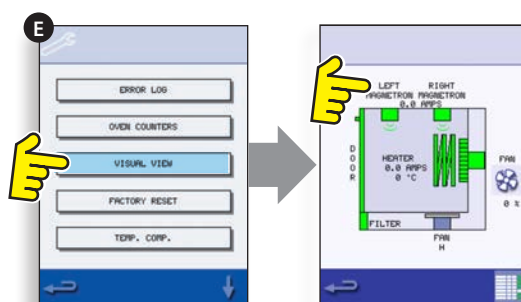 E
ERROR LOG
OVEN COUNTERS
VISUAL VIEW
FACTORY RESET
TEMP. COMP.
LEFT RIGHT
MAGNETRON MAGNETRON
0.0 AMPS
DOOR
HEATER
0.0 AMPS
0 °C
FAN
0 %
FILTER
FAN
H